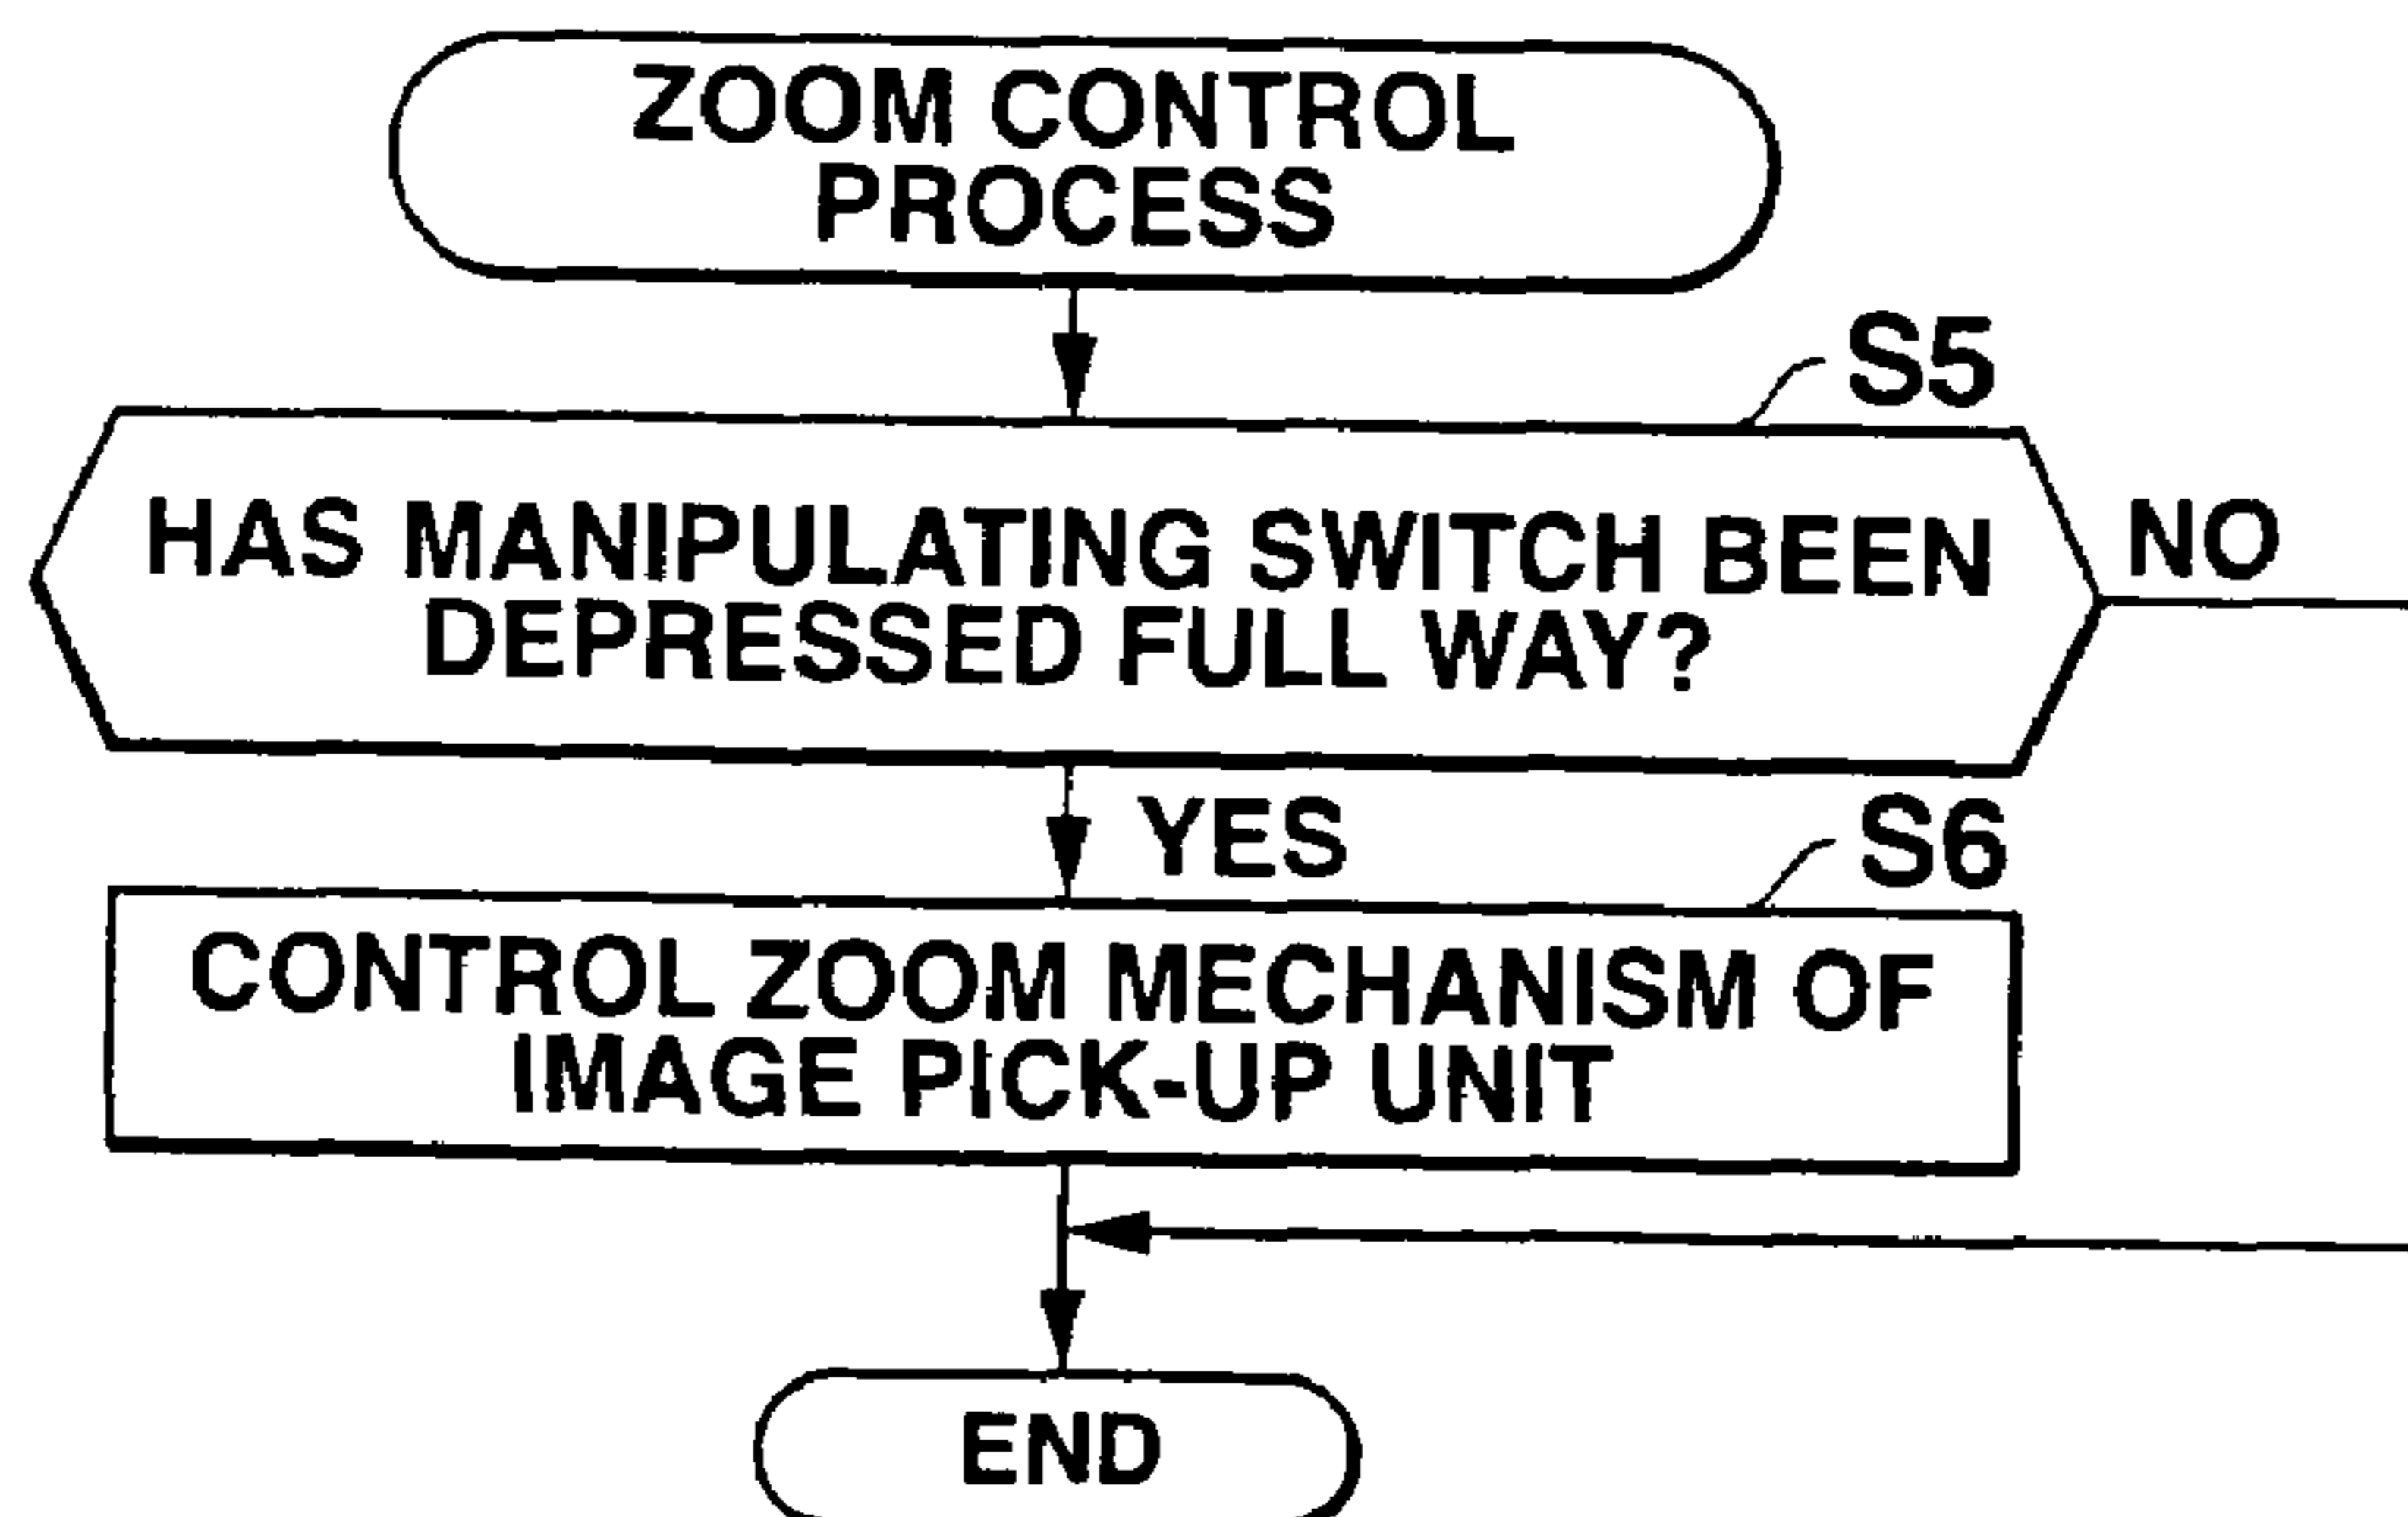 ZOOM CONTROL
PROCESS
S5
HAS MANIPULATING SWITCH BEEN
DEPRESSED FULL WAY?
NO
YES
S6
CONTROL ZOOM MECHANISM OF
IMAGE PICK-UP UNIT
END